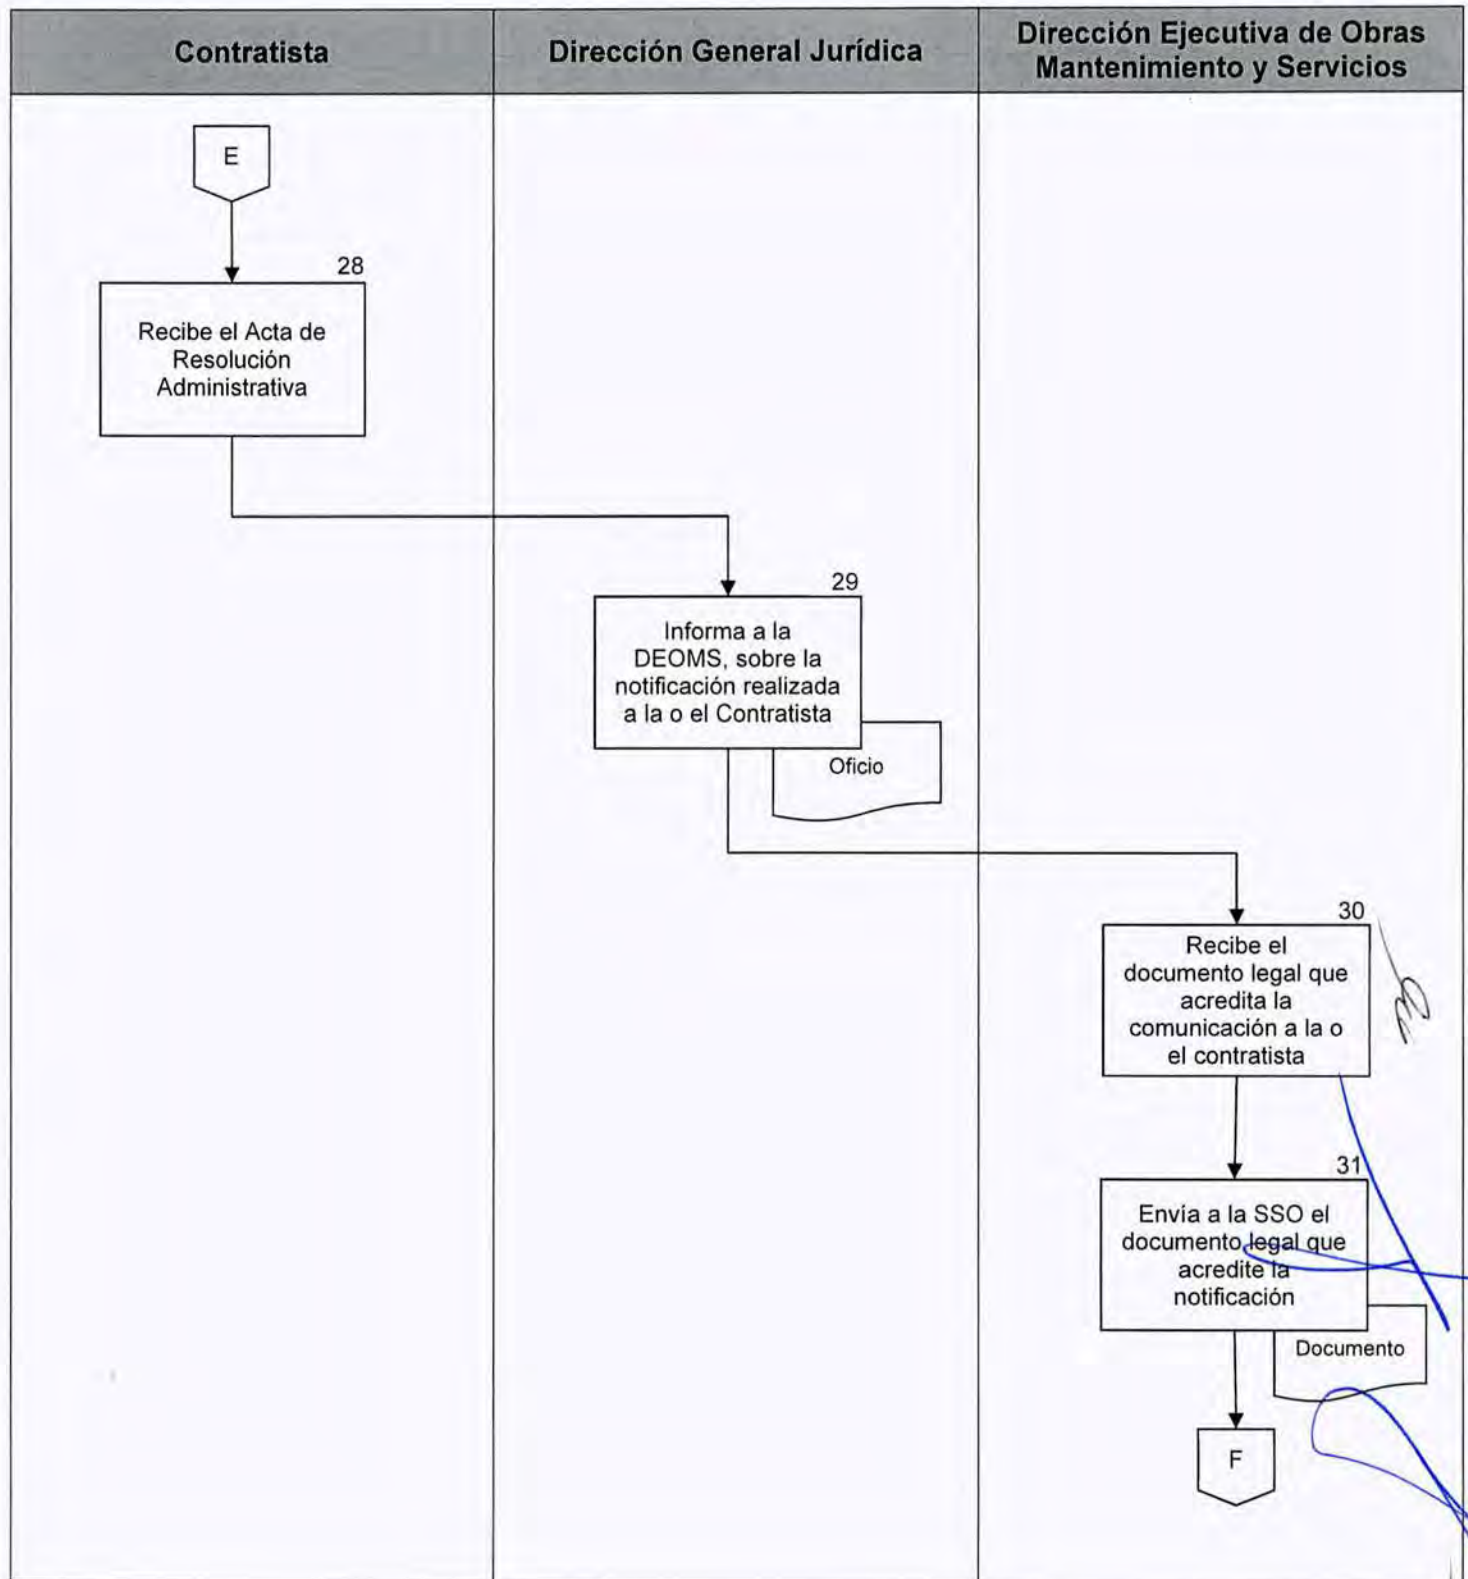 Contratista
Dirección General Jurídica
Dirección Ejecutiva de Obras
Mantenimiento y Servicios
E
28
Recibe el Acta de
Resolución
Administrativa
29
Informa a la
DEOMS, sobre la
notificación realizada
a la o el Contratista
Oficio
30
Recibe el
documento legal que
acredita la
comunicación a la o
el contratista
31
Envía a la SSO el
documento legal que
acredite la
notificación
Documento
F